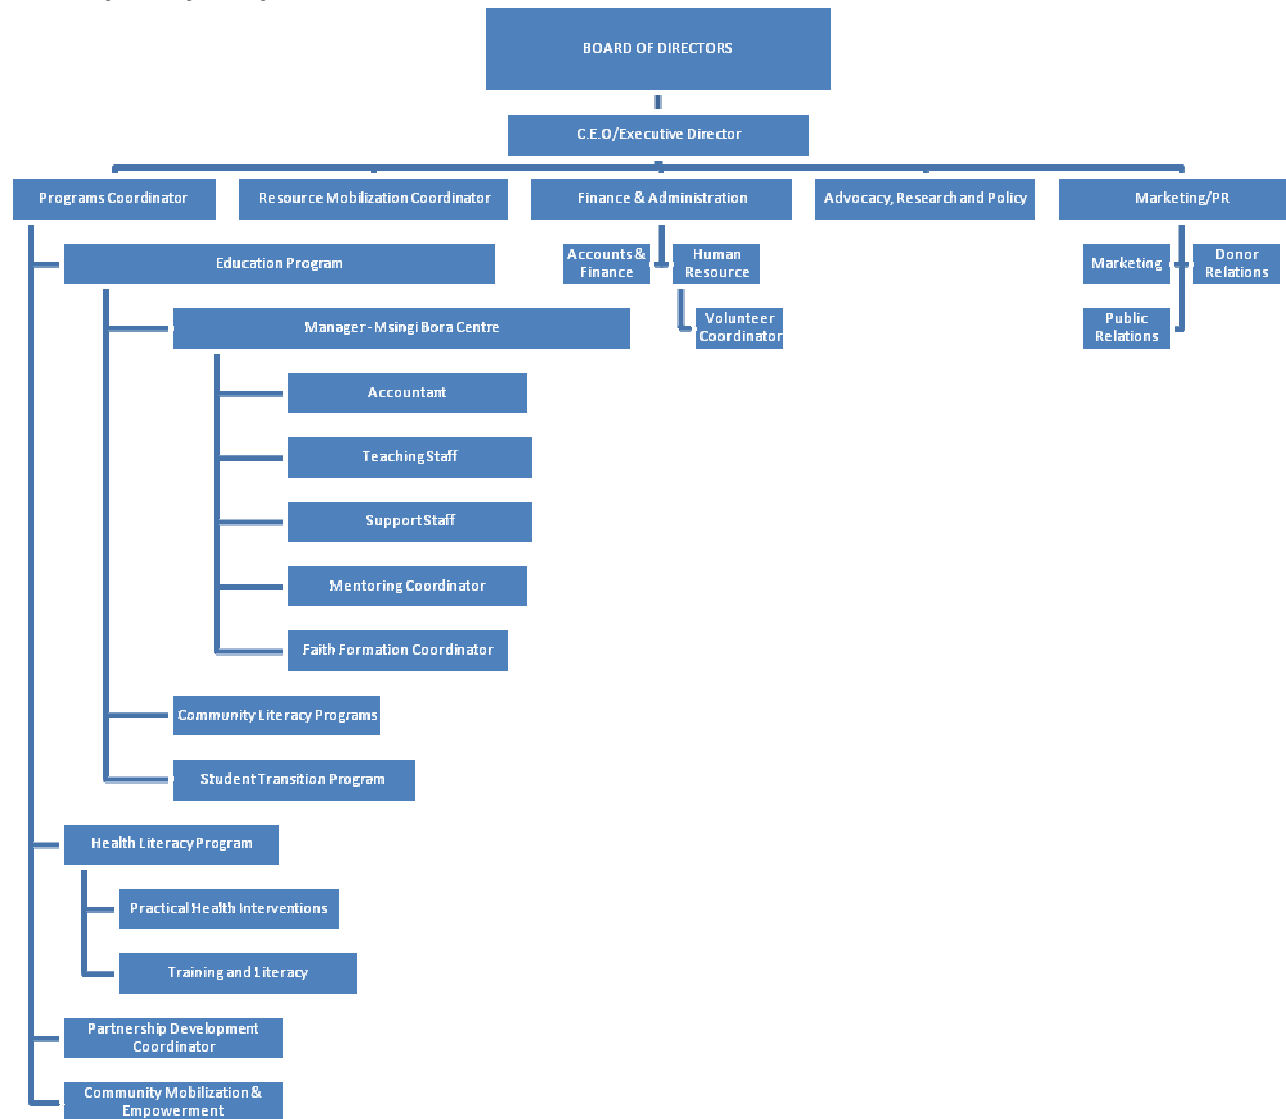 BOARD OF DIRECTORS
C.E.O/Executive Director
Programs Coordinator
Resource Mobilization Coordinator
Finance & Administration
Advocacy, Research and Policy
Marketing/PR
Education Program
Accounts &
Finance
Human
Resource
Marketing
Donor
Relations
Manager - Msingi Bora Centre
Volunteer
Coordinator
Public
Relations
Accountant
Teaching Staff
Support Staff
Mentoring Coordinator
Faith Formation Coordinator
Community Literacy Programs
Student Transition Program
Health Literacy Program
Practical Health Interventions
Training and Literacy
Partnership Development
Coordinator
Community Mobilization &
Empowerment